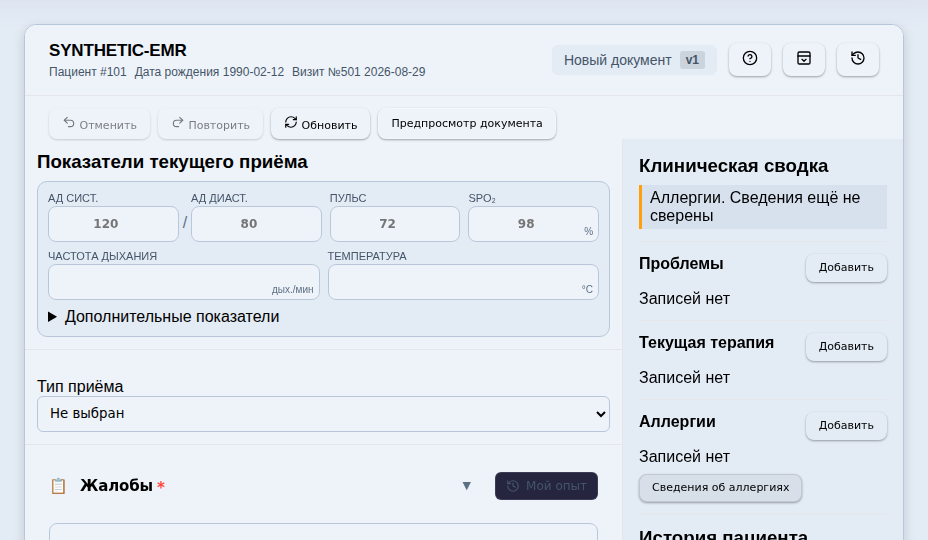 SYNTHETIC-EMR
Пациент #101 Дата рождения 1990-02-12 Визит №501 2026-08-29
Новый документ v1
Отменить
Повторить
Обновить
Предпросмотр документа
Показатели текущего приёма
АД СИСТ.
АД ДИАСТ.
ПУЛЬС
SPO₂
120
/
80
72
98
%
ЧАСТОТА ДЫХАНИЯ
ТЕМПЕРАТУРА
дых./мин
°C
Дополнительные показатели
Тип приёма
Не выбран
Жалобы *
Мой опыт
Клиническая сводка
Аллергии. Сведения ещё не
сверены
Проблемы
Добавить
Записей нет
Текущая терапия
Добавить
Записей нет
Аллергии
Добавить
Записей нет
Сведения об аллергиях
История пациента